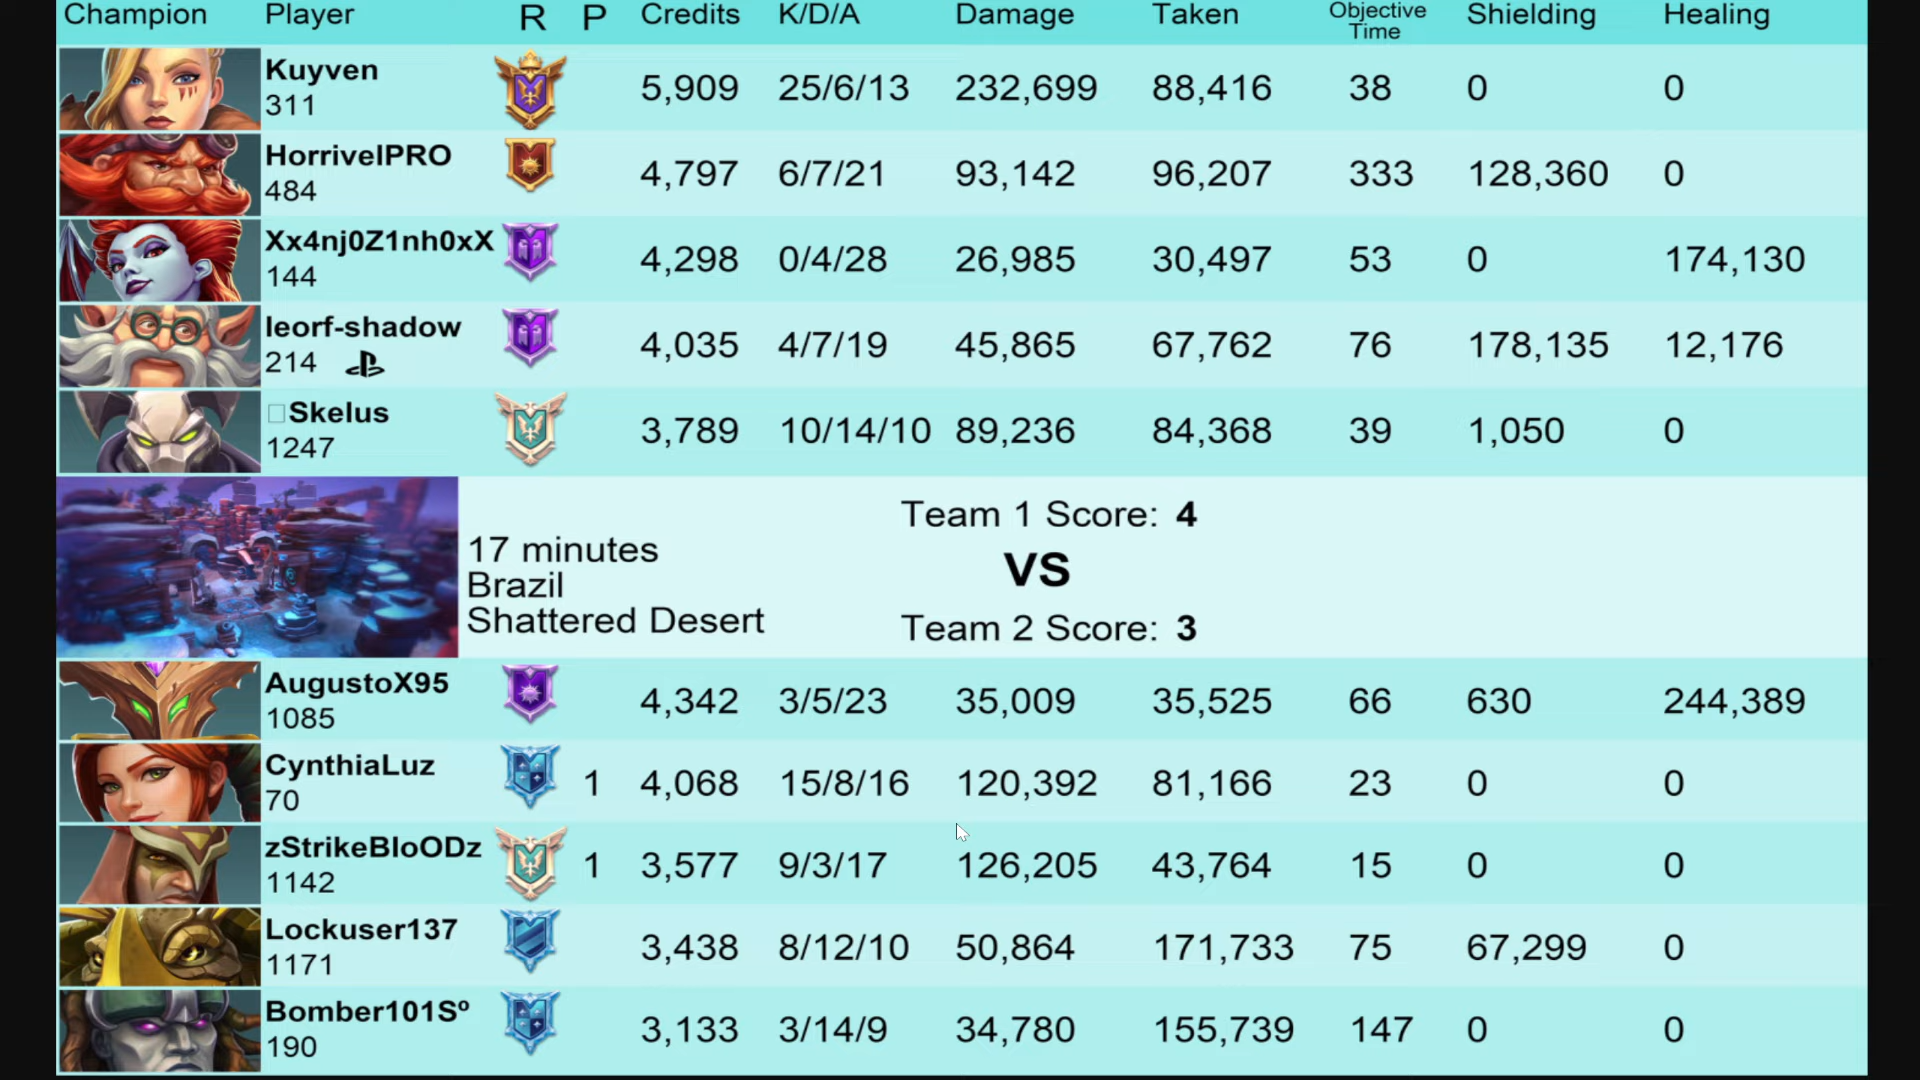 Champion Player R P Credits K/D/A Damage Taken Objective Time Shielding Healing
Kuyven 5,909 25/6/13 232,699 88,416 38 0 0
311
HorrivelPRO 4,797 6/7/21 93,142 96,207 333 128,360 0
484
Xx4nj0Z1nh0xX 4,298 0/4/28 26,985 30,497 53 0 174,130
144
leorf-shadow 4,035 4/7/19 45,865 67,762 76 178,135 12,176
214
□Skelus 3,789 10/14/10 89,236 84,368 39 1,050 0
1247
17 minutes
Brazil
Shattered Desert
Team 1 Score: 4
VS
Team 2 Score: 3
AugustoX95 4,342 3/5/23 35,009 35,525 66 630 244,389
1085
CynthiaLuz 1 4,068 15/8/16 120,392 81,166 23 0 0
70
zStrikeBloODz 1 3,577 9/3/17 126,205 43,764 15 0 0
1142
Lockuser137 3,438 8/12/10 50,864 171,733 75 67,299 0
1171
Bomber101Sº 3,133 3/14/9 34,780 155,739 147 0 0
190